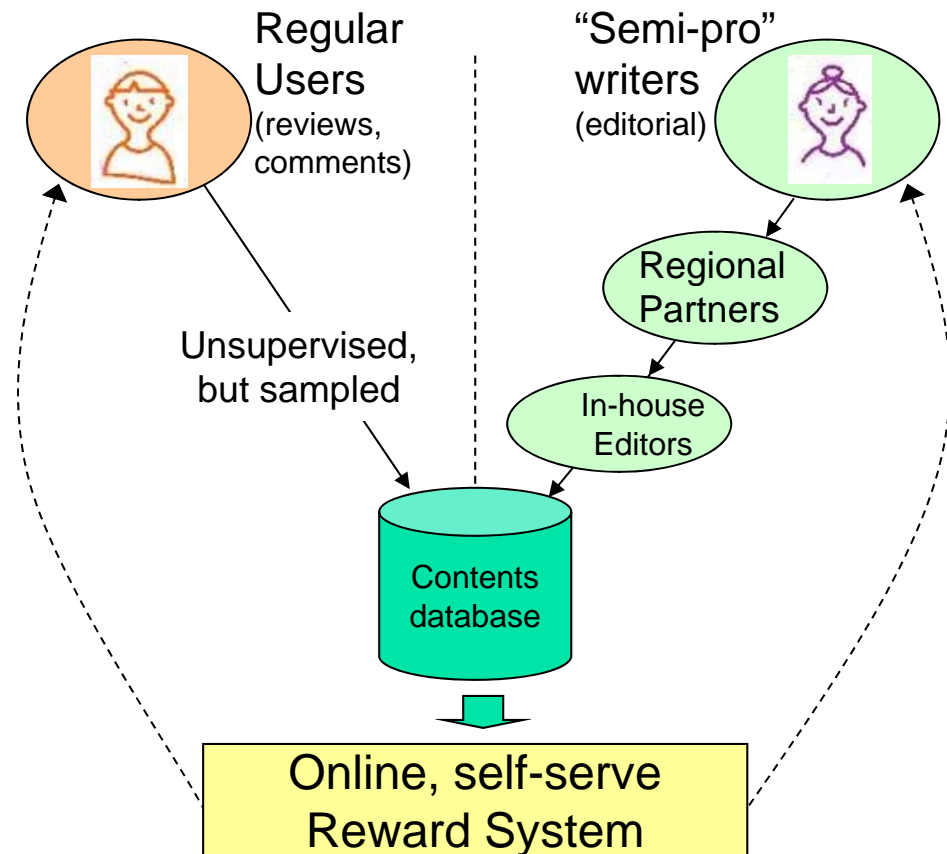 Regular
Users
(reviews,
comments)
“Semi-pro”
writers
(editorial)
Regional
Partners
Unsupervised,
but sampled
In-house
Editors
Contents
database
Online, self-serve
Reward System